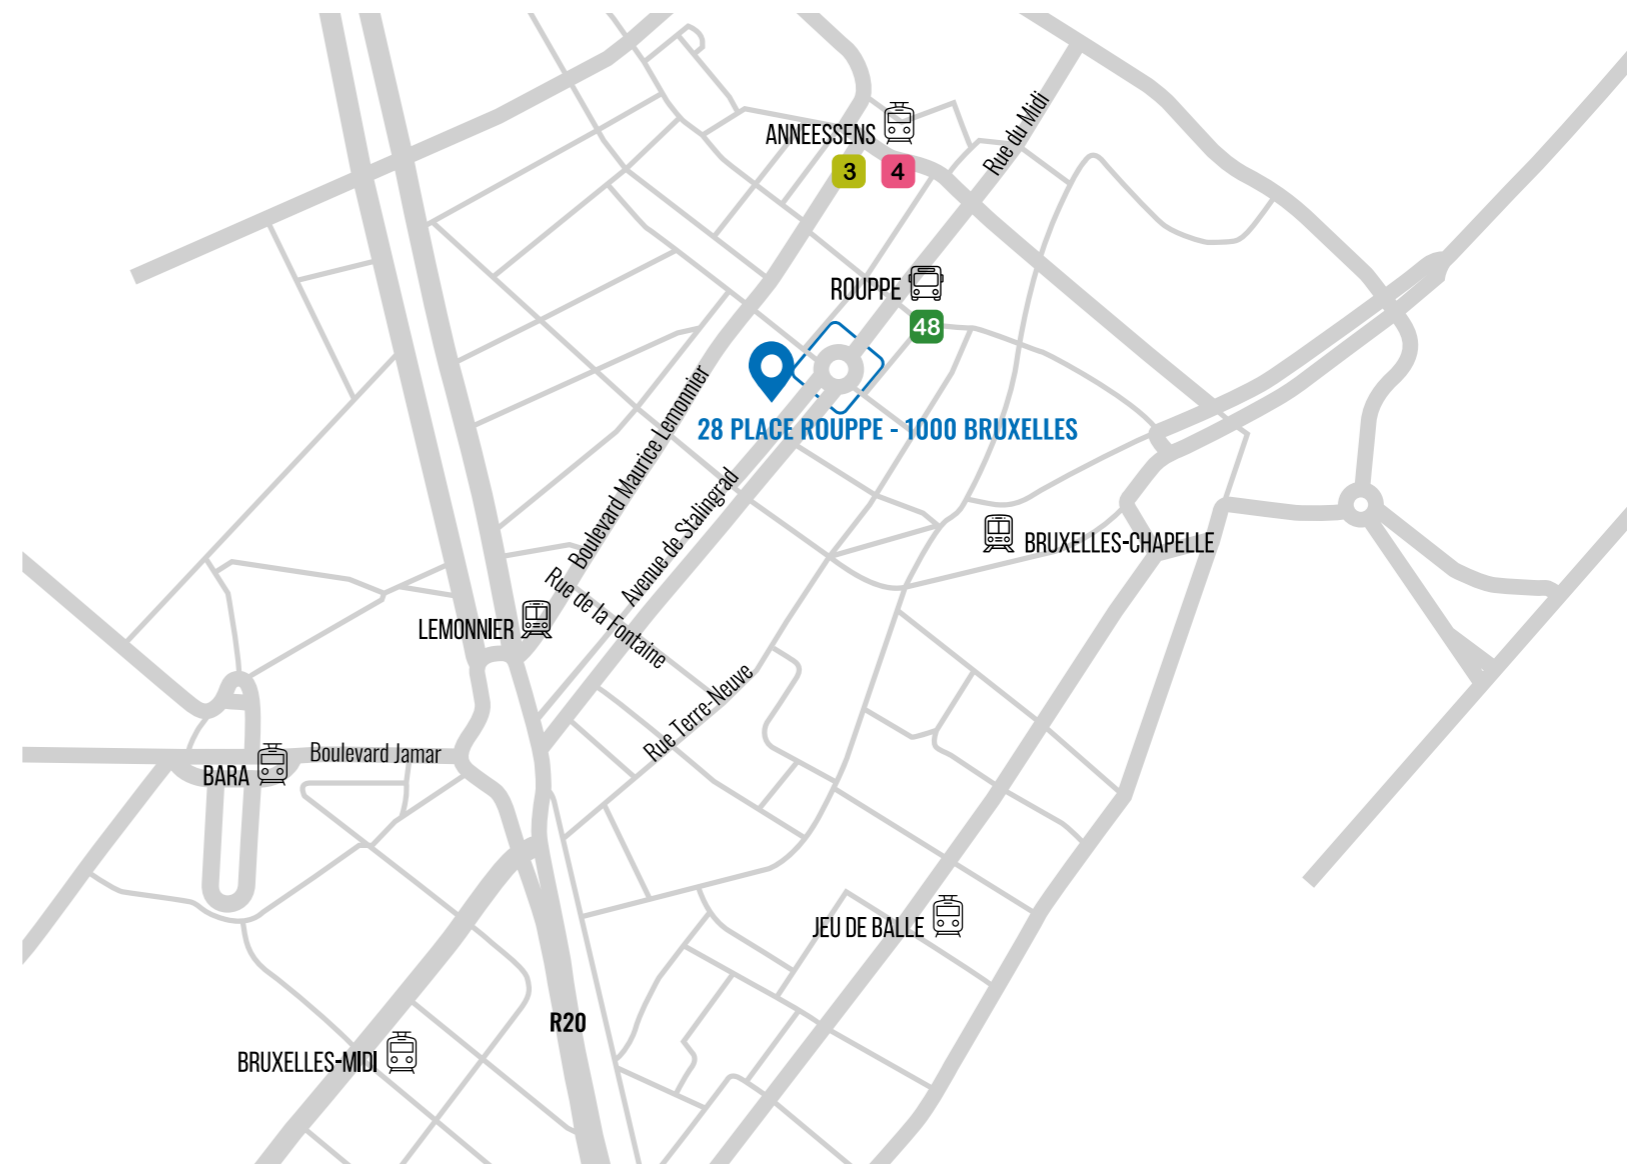 Rue du Midi
ANNEESSENS
3 4
ROUPPE
48
28 PLACE ROUPPE - 1000 BRUXELLES
Boulevard Maurice Lemonnier
Avenue de Stalingrad
BRUXELLES-CHAPELLE
Rue de la Fontaine
LEMONNIER
Rue Terre-Neuve
Boulevard Jamar
BARA
JEU DE BALLE
R20
BRUXELLES-MIDI